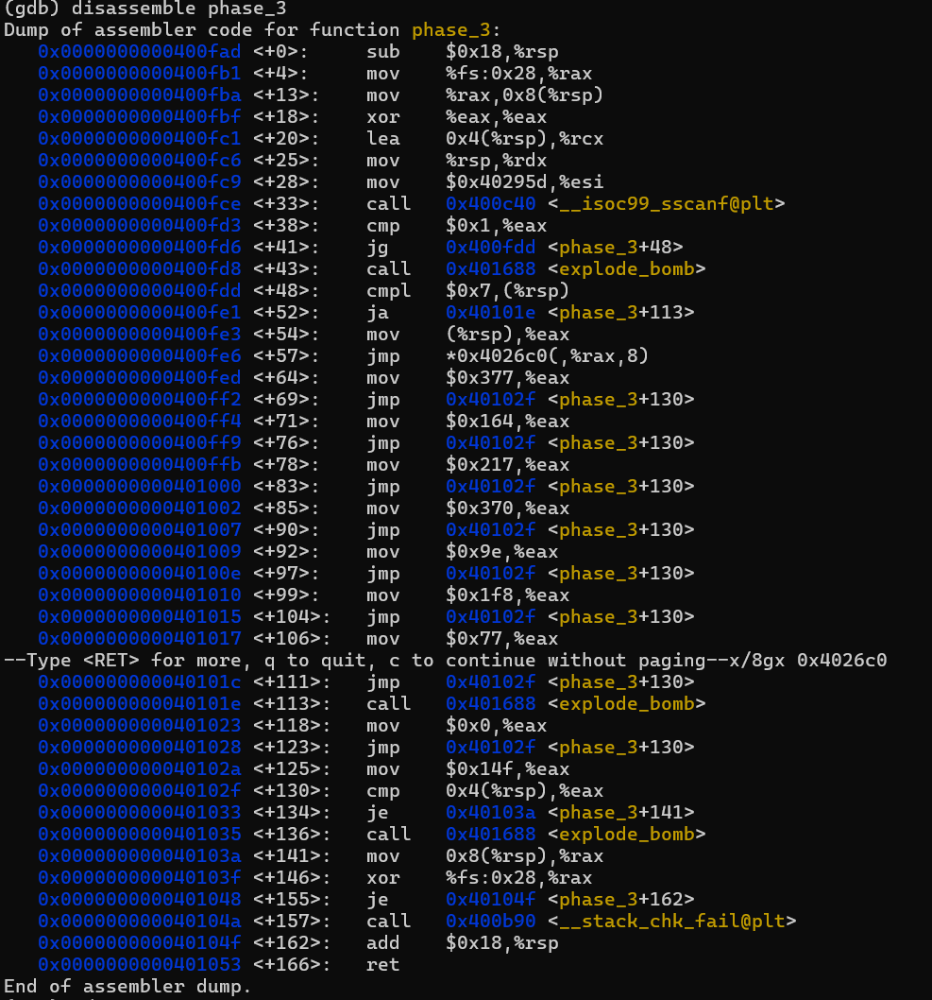 (gdb) disassemble phase_3
Dump of assembler code for function phase_3:
   0x0000000000400fad <+0>:     sub    $0x18,%rsp
   0x0000000000400fb1 <+4>:     mov    %fs:0x28,%rax
   0x0000000000400fba <+13>:    mov    %rax,0x8(%rsp)
   0x0000000000400fbf <+18>:    xor    %eax,%eax
   0x0000000000400fc1 <+20>:    lea    0x4(%rsp),%rcx
   0x0000000000400fc6 <+25>:    mov    %rsp,%rdx
   0x0000000000400fc9 <+28>:    mov    $0x40295d,%esi
   0x0000000000400fce <+33>:    call   0x400c40 <__isoc99_sscanf@plt>
   0x0000000000400fd3 <+38>:    cmp    $0x1,%eax
   0x0000000000400fd6 <+41>:    jg     0x400fdd <phase_3+48>
   0x0000000000400fd8 <+43>:    call   0x401688 <explode_bomb>
   0x0000000000400fdd <+48>:    cmpl   $0x7,(%rsp)
   0x0000000000400fe1 <+52>:    ja     0x40101e <phase_3+113>
   0x0000000000400fe3 <+54>:    mov    (%rsp),%eax
   0x0000000000400fe6 <+57>:    jmp    *0x4026c0(,%rax,8)
   0x0000000000400fed <+64>:    mov    $0x377,%eax
   0x0000000000400ff2 <+69>:    jmp    0x40102f <phase_3+130>
   0x0000000000400ff4 <+71>:    mov    $0x164,%eax
   0x0000000000400ff9 <+76>:    jmp    0x40102f <phase_3+130>
   0x0000000000400ffb <+78>:    mov    $0x217,%eax
   0x0000000000401000 <+83>:    jmp    0x40102f <phase_3+130>
   0x0000000000401002 <+85>:    mov    $0x370,%eax
   0x0000000000401007 <+90>:    jmp    0x40102f <phase_3+130>
   0x0000000000401009 <+92>:    mov    $0x9e,%eax
   0x000000000040100e <+97>:    jmp    0x40102f <phase_3+130>
   0x0000000000401010 <+99>:    mov    $0x1f8,%eax
   0x0000000000401015 <+104>:   jmp    0x40102f <phase_3+130>
   0x0000000000401017 <+106>:   mov    $0x77,%eax
--Type <RET> for more, q to quit, c to continue without paging--x/8gx 0x4026c0
   0x000000000040101c <+111>:   jmp    0x40102f <phase_3+130>
   0x000000000040101e <+113>:   call   0x401688 <explode_bomb>
   0x0000000000401023 <+118>:   mov    $0x0,%eax
   0x0000000000401028 <+123>:   jmp    0x40102f <phase_3+130>
   0x000000000040102a <+125>:   mov    $0x14f,%eax
   0x000000000040102f <+130>:   cmp    0x4(%rsp),%eax
   0x0000000000401033 <+134>:   je     0x40103a <phase_3+141>
   0x0000000000401035 <+136>:   call   0x401688 <explode_bomb>
   0x000000000040103a <+141>:   mov    0x8(%rsp),%rax
   0x000000000040103f <+146>:   xor    %fs:0x28,%rax
   0x0000000000401048 <+155>:   je     0x40104f <phase_3+162>
   0x000000000040104a <+157>:   call   0x400b90 <__stack_chk_fail@plt>
   0x000000000040104f <+162>:   add    $0x18,%rsp
   0x0000000000401053 <+166>:   ret
End of assembler dump.